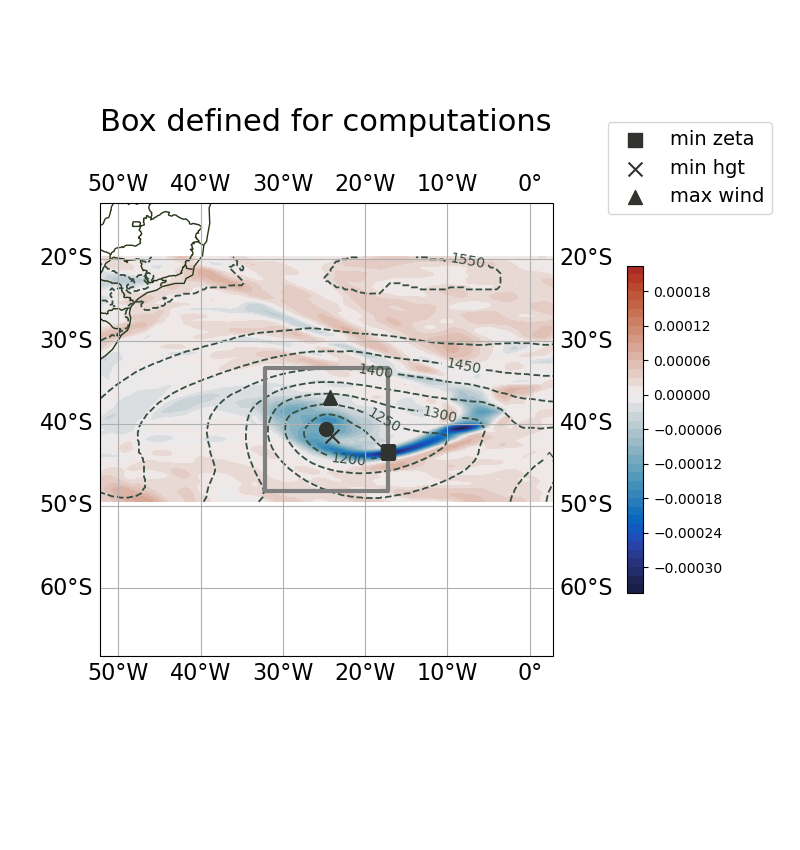 Box defined for computations
min zeta
min hgt
max wind
50°W 40°W 30°W 20°W 10°W 0°
20°S 20°S
30°S 30°S
40°S 40°S
50°S 50°S
60°S 60°S
1550
1450
1400
1300
1250
1200
50°W 40°W 30°W 20°W 10°W 0°
0.00018
0.00012
0.00006
0.00000
−0.00006
−0.00012
−0.00018
−0.00024
−0.00030